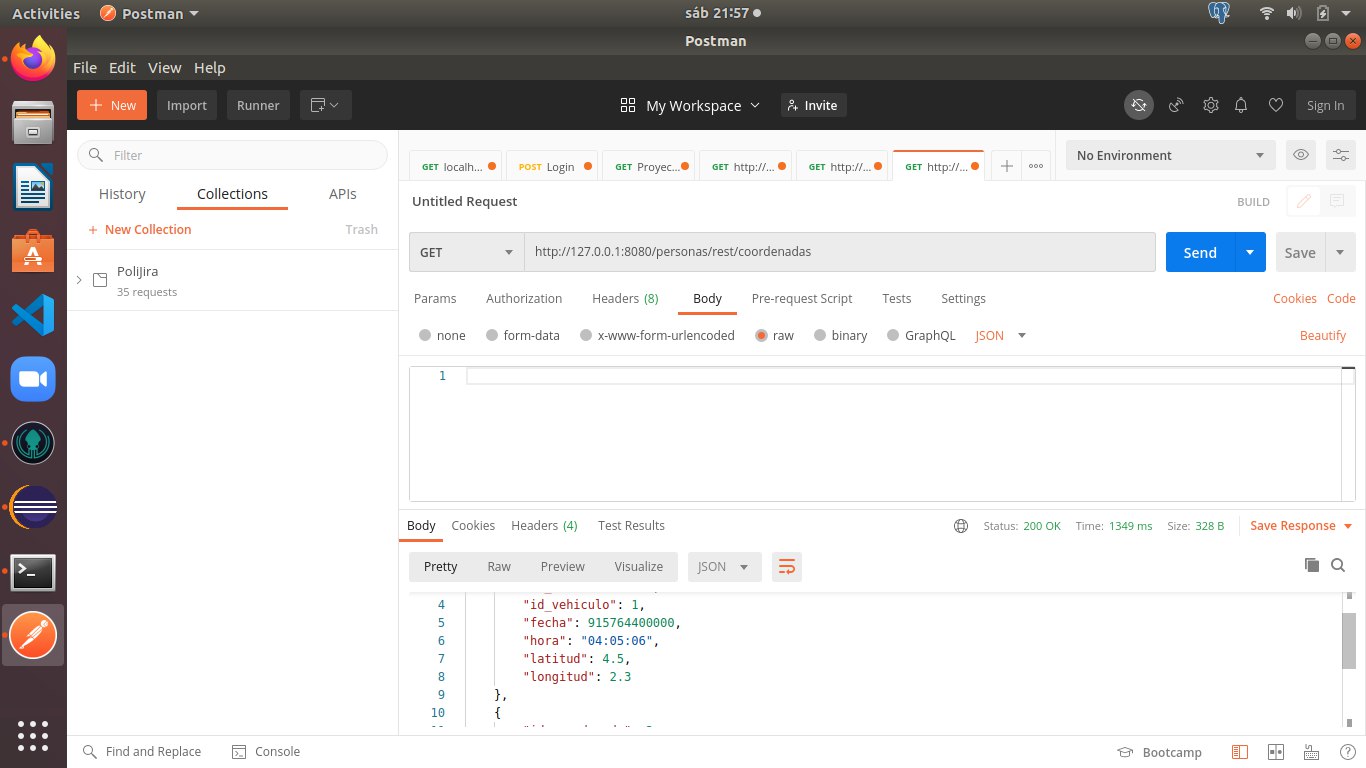 Activities Postman sáb 21:57
Postman
File Edit View Help
New Import Runner My Workspace Invite Sign In
Filter
History Collections APIs
+ New Collection Trash
PoliJira
35 requests
GET localh... POST Login GET Proyec... GET http://... GET http://... GET http://... No Environment
Untitled Request BUILD
GET http://127.0.0.1:8080/personas/rest/coordenadas Send Save
Params Authorization Headers (8) Body Pre-request Script Tests Settings Cookies Code
none form-data x-www-form-urlencoded raw binary GraphQL JSON Beautify
1
Body Cookies Headers (4) Test Results Status: 200 OK Time: 1349 ms Size: 328 B Save Response
Pretty Raw Preview Visualize JSON
4 "id_vehiculo": 1,
5 "fecha": 915764400000,
6 "hora": "04:05:06",
7 "latitud": 4.5,
8 "longitud": 2.3
9 },
10 {
Find and Replace Console Bootcamp